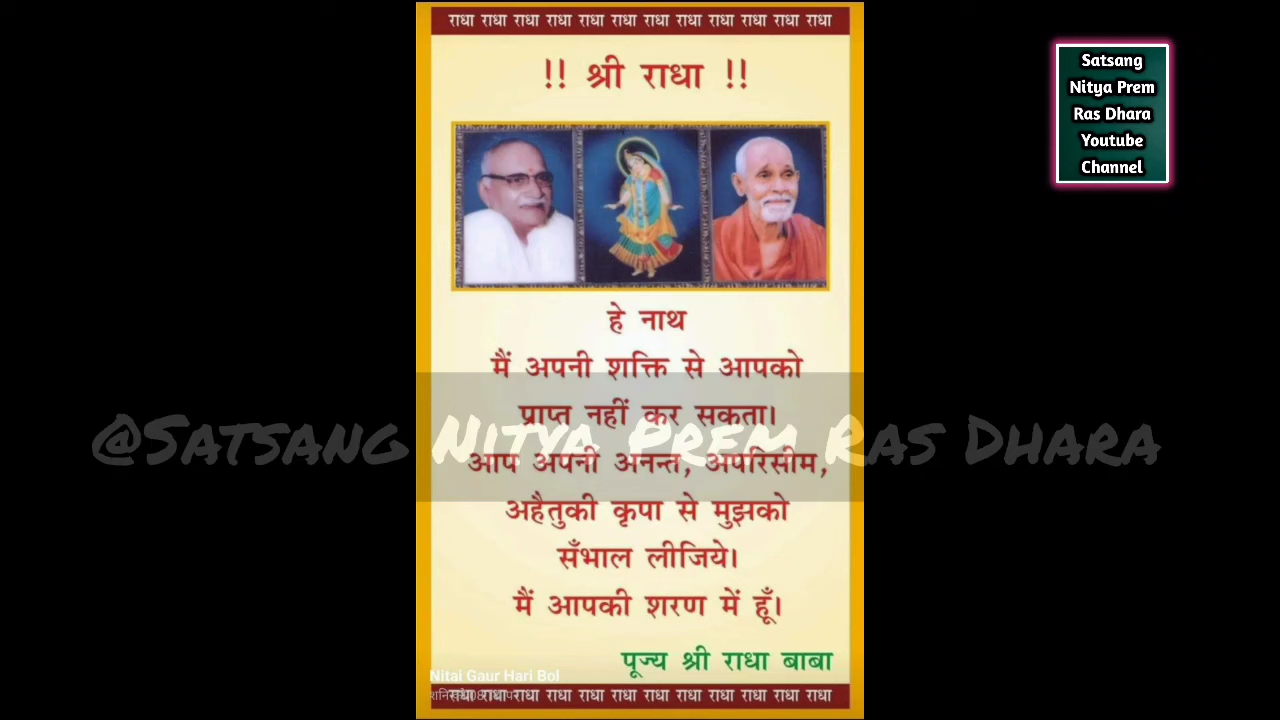 राधा राधा राधा राधा राधा राधा राधा राधा राधा राधा राधा राधा
!! श्री राधा !!
हे नाथ
मैं अपनी शक्ति से आपको
प्राप्त नहीं कर सकता।
आप अपनी अनन्त, अपरिसीम,
अहैतुकी कृपा से मुझको
सँभाल लीजिये।
मैं आपकी शरण में हूँ।
पूज्य श्री राधा बाबा
राधा राधा राधा राधा राधा राधा राधा राधा राधा राधा राधा राधा
Nitai Gaur Hari Bol
@Satsang Nitya Prem Ras Dhara
Satsang
Nitya Prem
Ras Dhara
Youtube
Channel